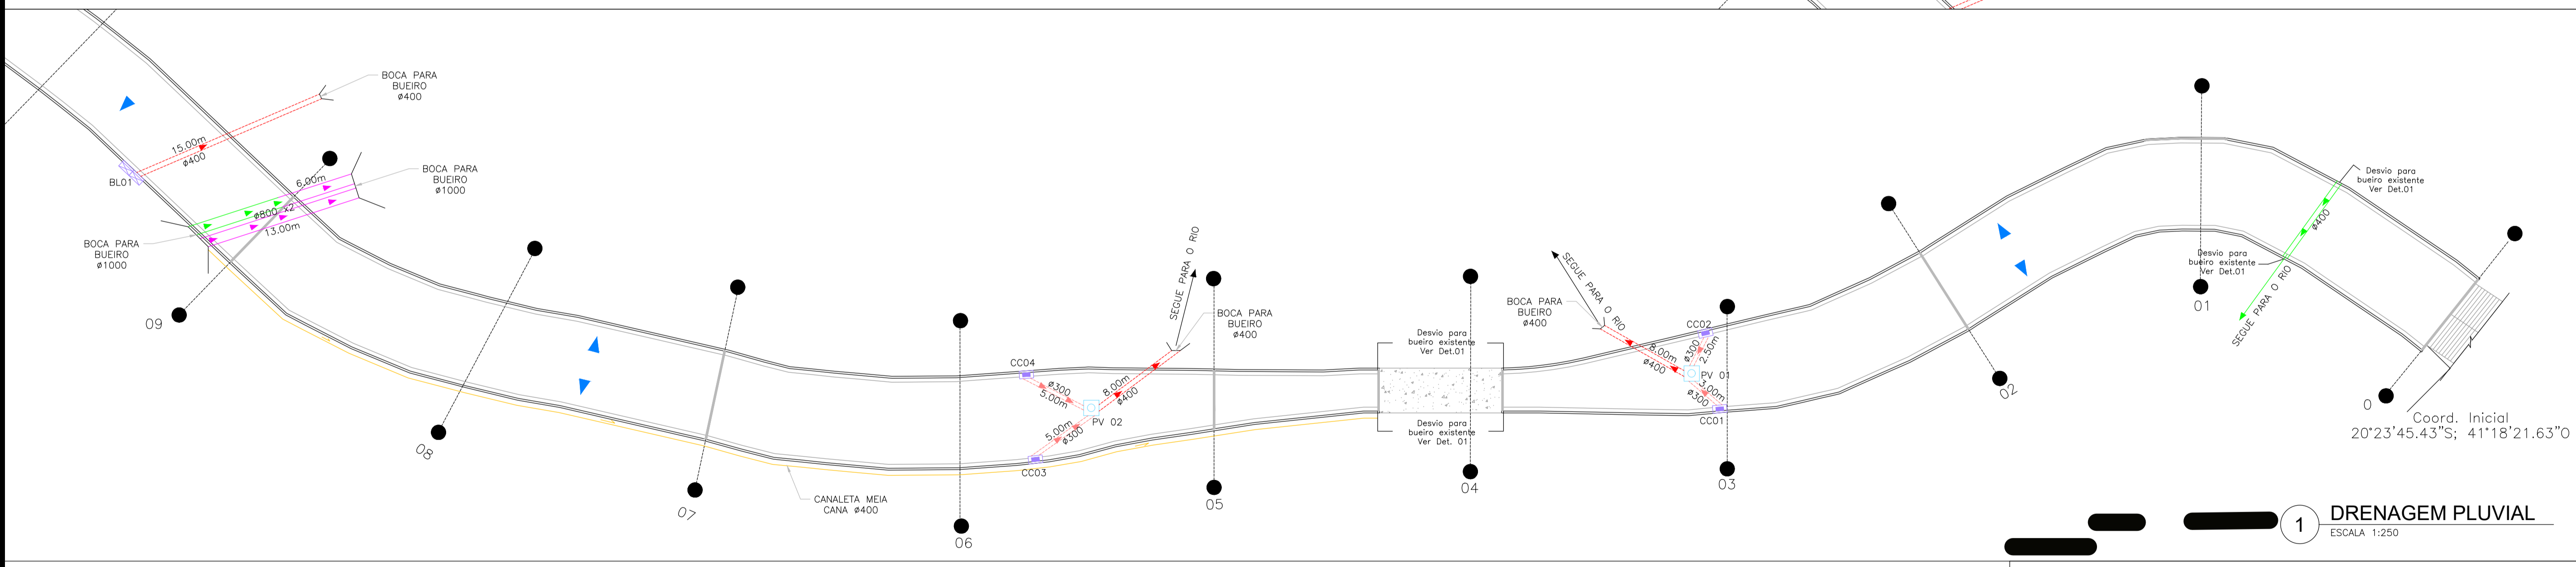 BOCA PARA
BUEIRO
ø400
15.00m
ø400
BL01
6.00m
ø800 x2
13.00m
BOCA PARA
BUEIRO
ø1000
BOCA PARA
BUEIRO
ø1000
09
08
07
CANALETA MEIA
CANA ø400
06
CC04
ø300
5.00m
5.00m
ø300
CC03
PV 02
8.00m
ø400
SEGUE PARA O RIO
BOCA PARA
BUEIRO
ø400
05
Desvio para
bueiro existente
Ver Det.01
Desvio para
bueiro existente
Ver Det. 01
04
SEGUE PARA O RIO
BOCA PARA
BUEIRO
ø400
8.00m
ø400
CC02
ø300
2.50m
PV 01
3.00m
ø300
CC01
03
02
01
Desvio para
bueiro existente
Ver Det.01
ø400
Desvio para
bueiro existente
Ver Det.01
SEGUE PARA O RIO
0
Coord. Inicial
20°23'45.43"S; 41°18'21.63"O
1
DRENAGEM PLUVIAL
ESCALA 1:250